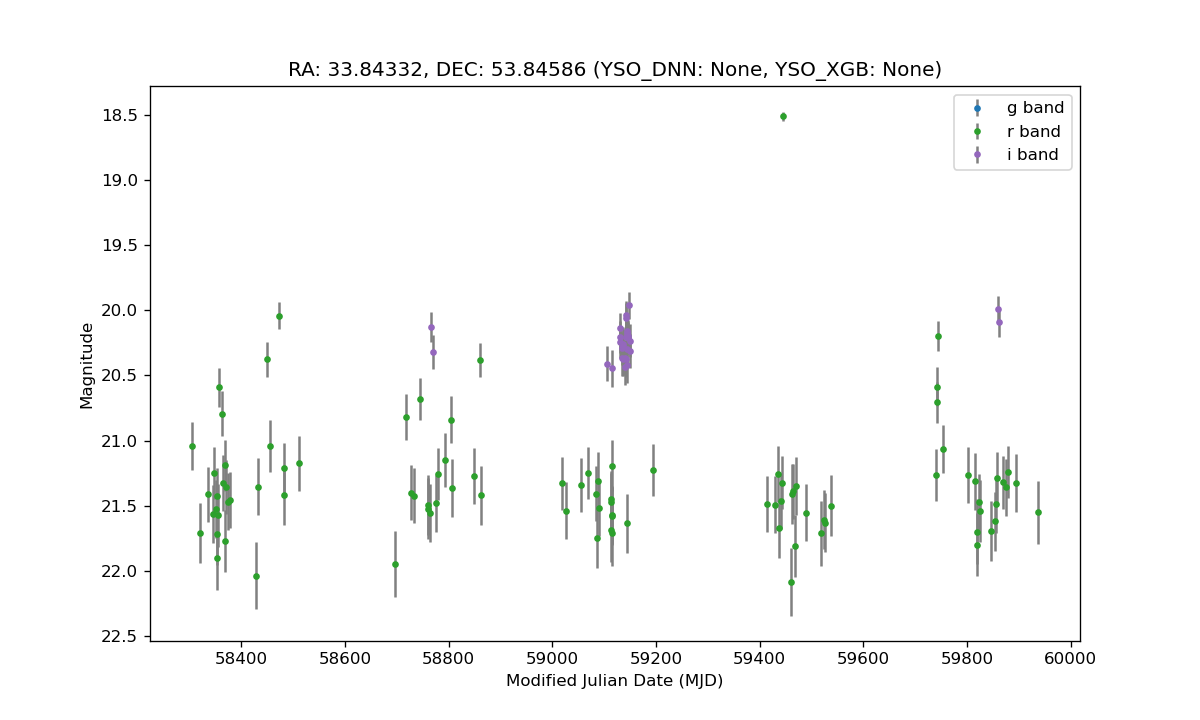 RA: 33.84332, DEC: 53.84586 (YSO_DNN: None, YSO_XGB: None)
g band
r band
i band
18.5
19.0
19.5
20.0
20.5
21.0
21.5
22.0
22.5
Magnitude
58400 58600 58800 59000 59200 59400 59600 59800 60000
Modified Julian Date (MJD)